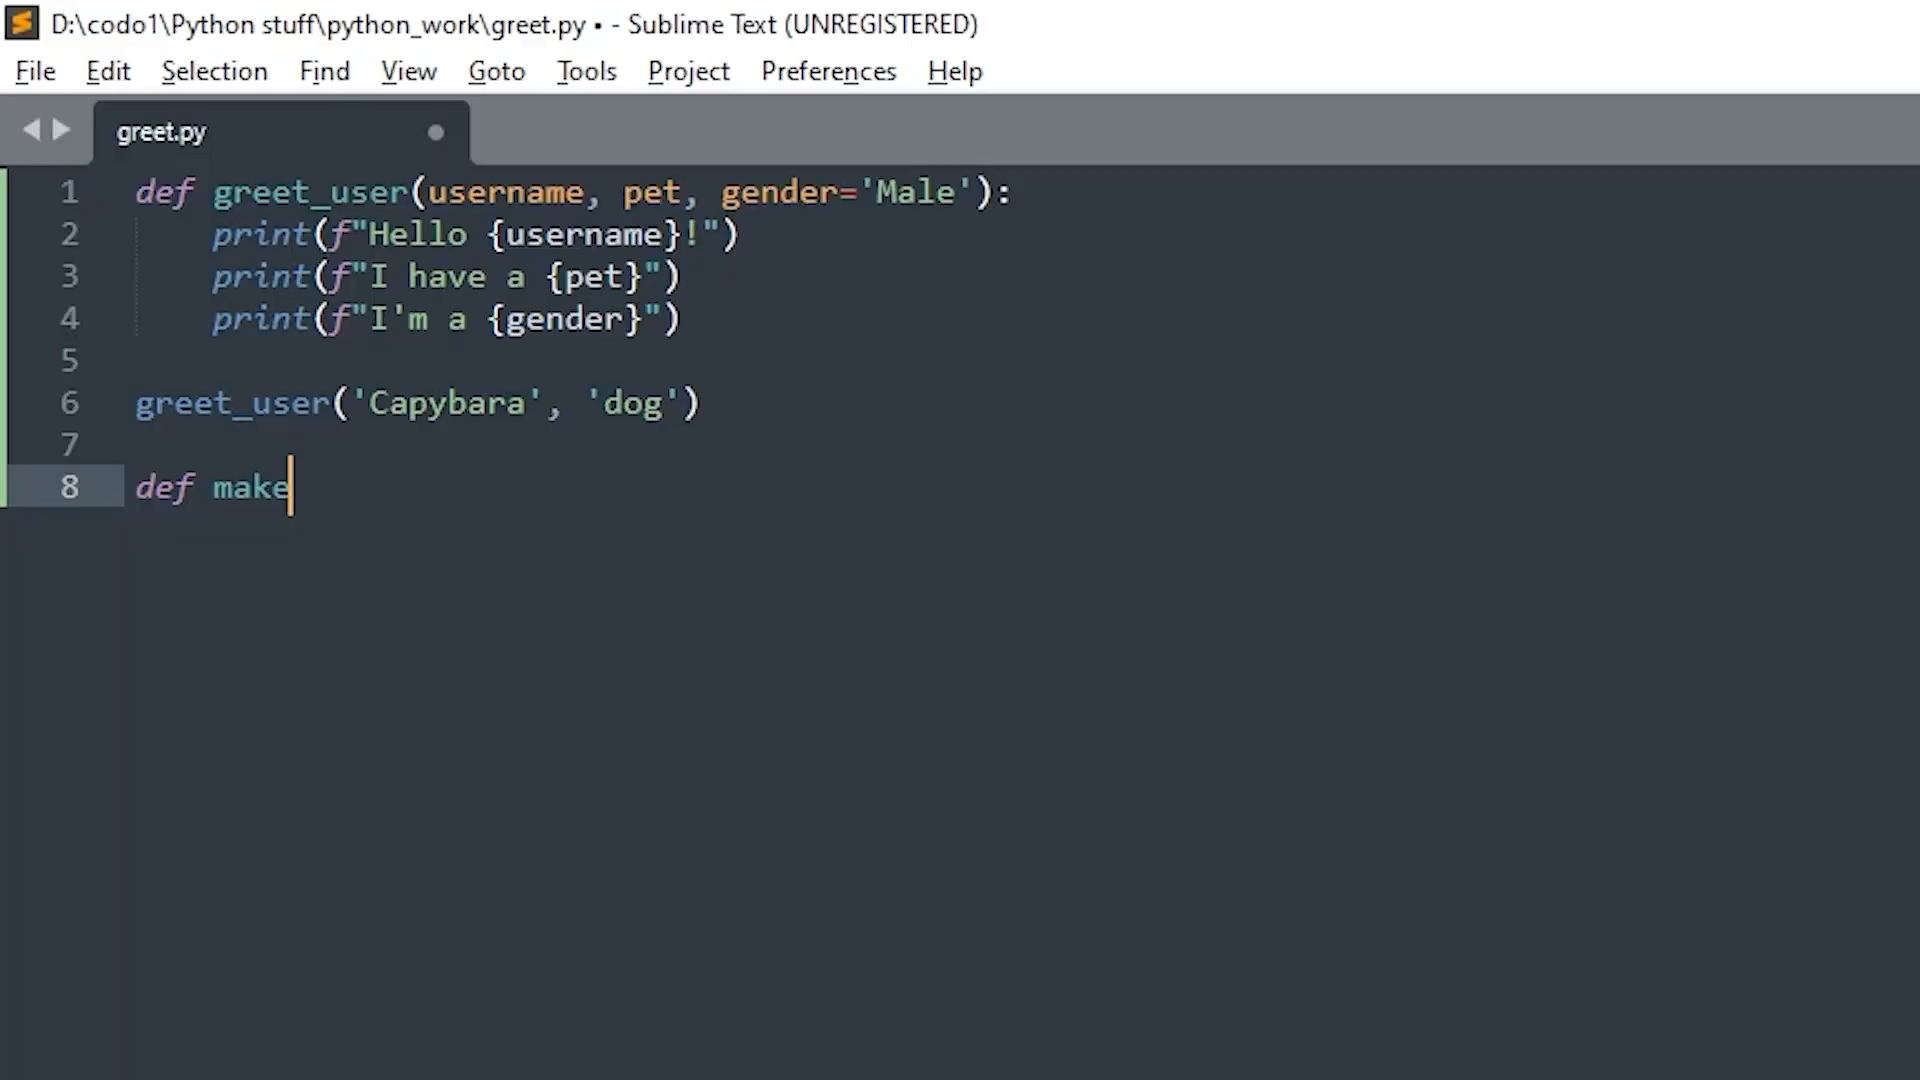 D:\codo1\Python stuff\python_work\greet.py • - Sublime Text (UNREGISTERED)
File Edit Selection Find View Goto Tools Project Preferences Help
greet.py
1 def greet_user(username, pet, gender='Male'):
2     print(f"Hello {username}!")
3     print(f"I have a {pet}")
4     print(f"I'm a {gender}")
5
6 greet_user('Capybara', 'dog')
7
8 def make